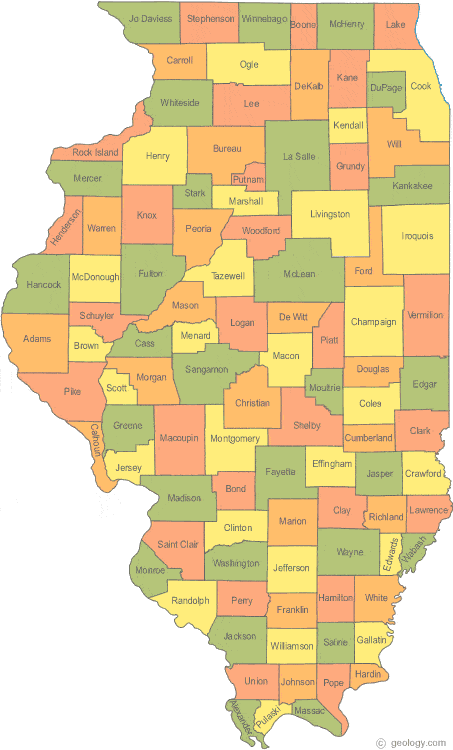 Jo Daviess
Stephenson
Winnebago
Boone
McHenry
Lake
Carroll
Ogle
DeKalb
Kane
Cook
DuPage
Whiteside
Lee
Kendall
Will
Rock Island
Henry
Bureau
La Salle
Grundy
Mercer
Putnam
Kankakee
Stark
Marshall
Livingston
Henderson
Warren
Knox
Peoria
Woodford
Iroquois
Hancock
McDonough
Fulton
Tazewell
McLean
Ford
Schuyler
Mason
Logan
De Witt
Champaign
Vermilion
Adams
Brown
Cass
Menard
Macon
Piatt
Pike
Scott
Morgan
Sangamon
Moultrie
Douglas
Edgar
Christian
Coles
Calhoun
Greene
Macoupin
Montgomery
Shelby
Cumberland
Clark
Jersey
Fayette
Effingham
Jasper
Crawford
Madison
Bond
Clay
Richland
Lawrence
Clinton
Marion
Saint Clair
Wayne
Edwards
Wabash
Monroe
Washington
Jefferson
Randolph
Perry
Franklin
Hamilton
White
Jackson
Williamson
Saline
Gallatin
Union
Johnson
Pope
Hardin
Alexander
Pulaski
Massac
© geology.com